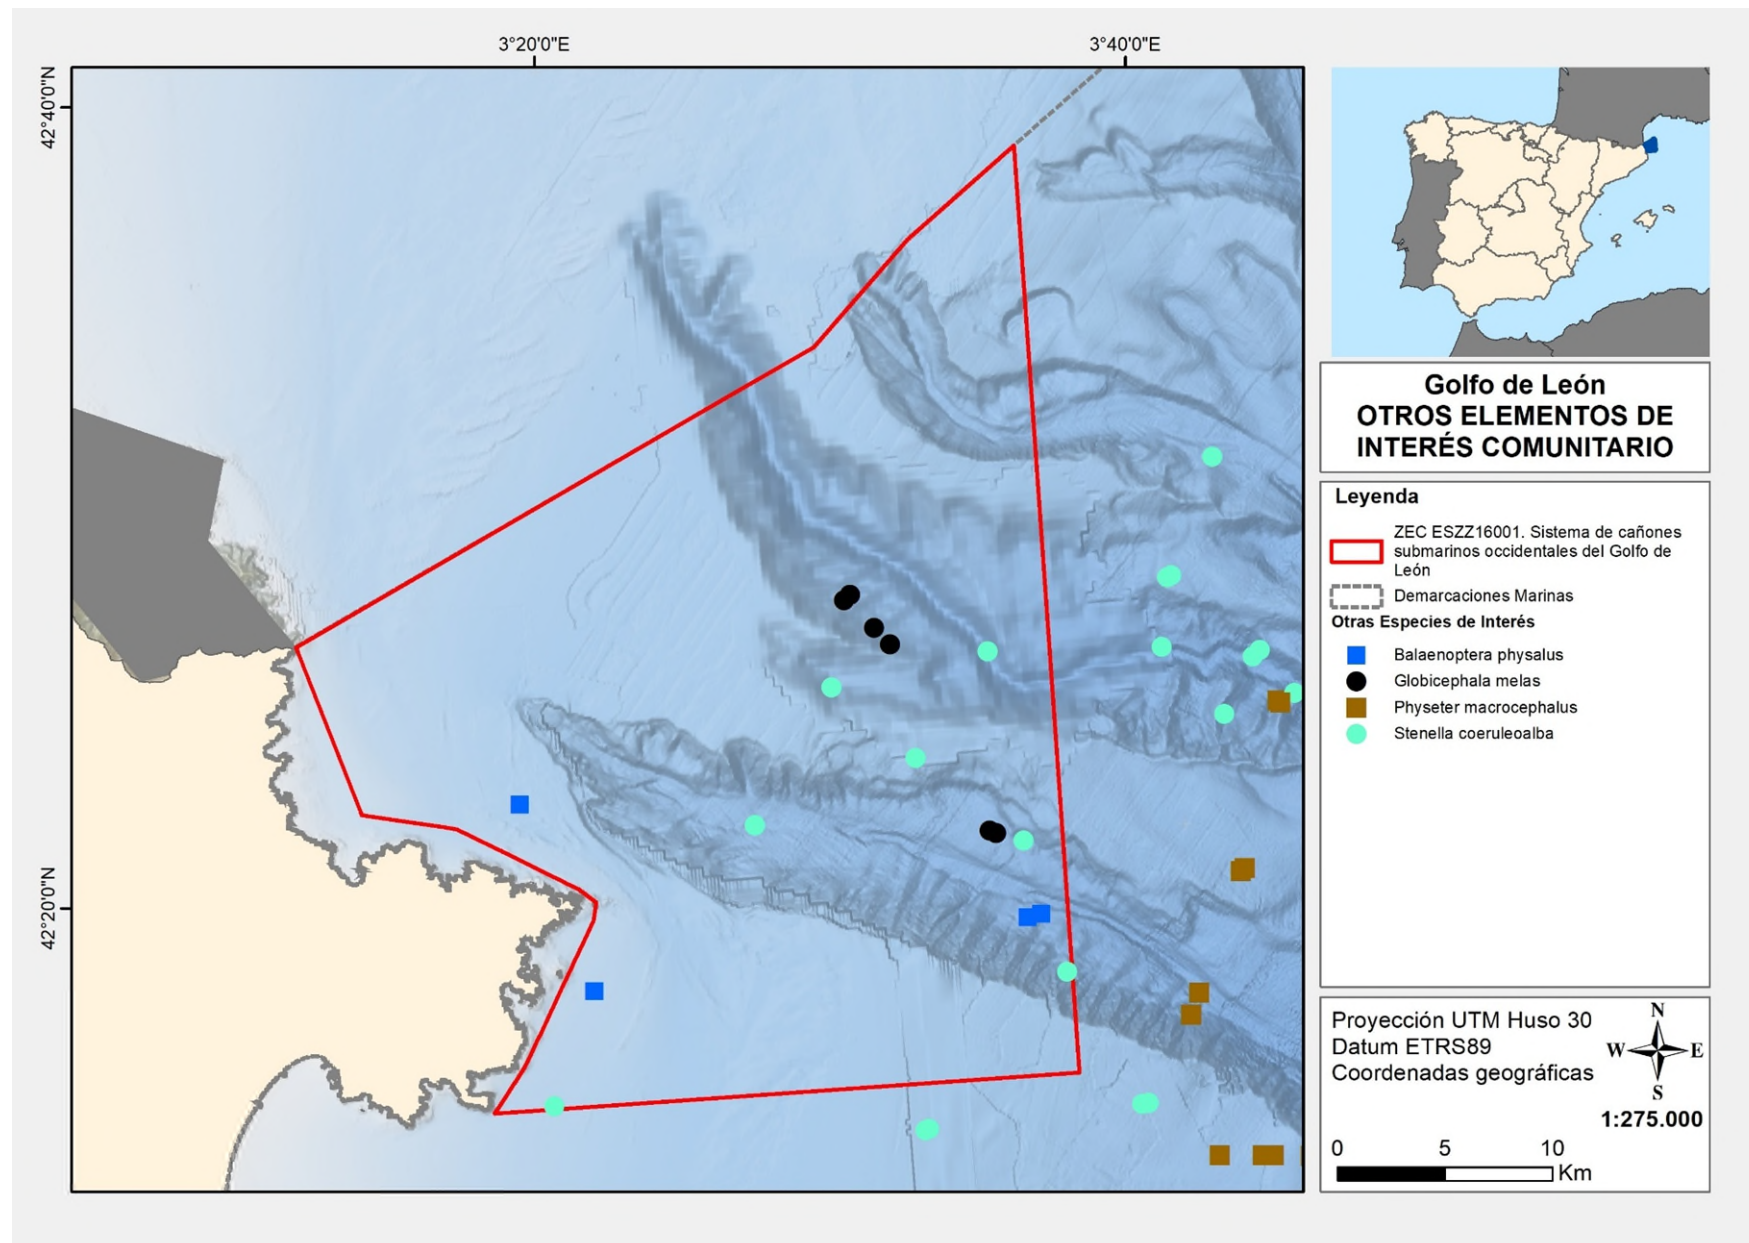 3°20'0"E
3°40'0"E
42°40'0"N
42°20'0"N
Golfo de León
OTROS ELEMENTOS DE
INTERÉS COMUNITARIO
Leyenda
ZEC ESZZ16001. Sistema de cañones
submarinos occidentales del Golfo de
León
Demarcaciones Marinas
Otras Especies de Interés
Balaenoptera physalus
Globicephala melas
Physeter macrocephalus
Stenella coeruleoalba
Proyección UTM Huso 30
Datum ETRS89
Coordenadas geográficas
N
W E
S
1:275.000
0 5 10
Km